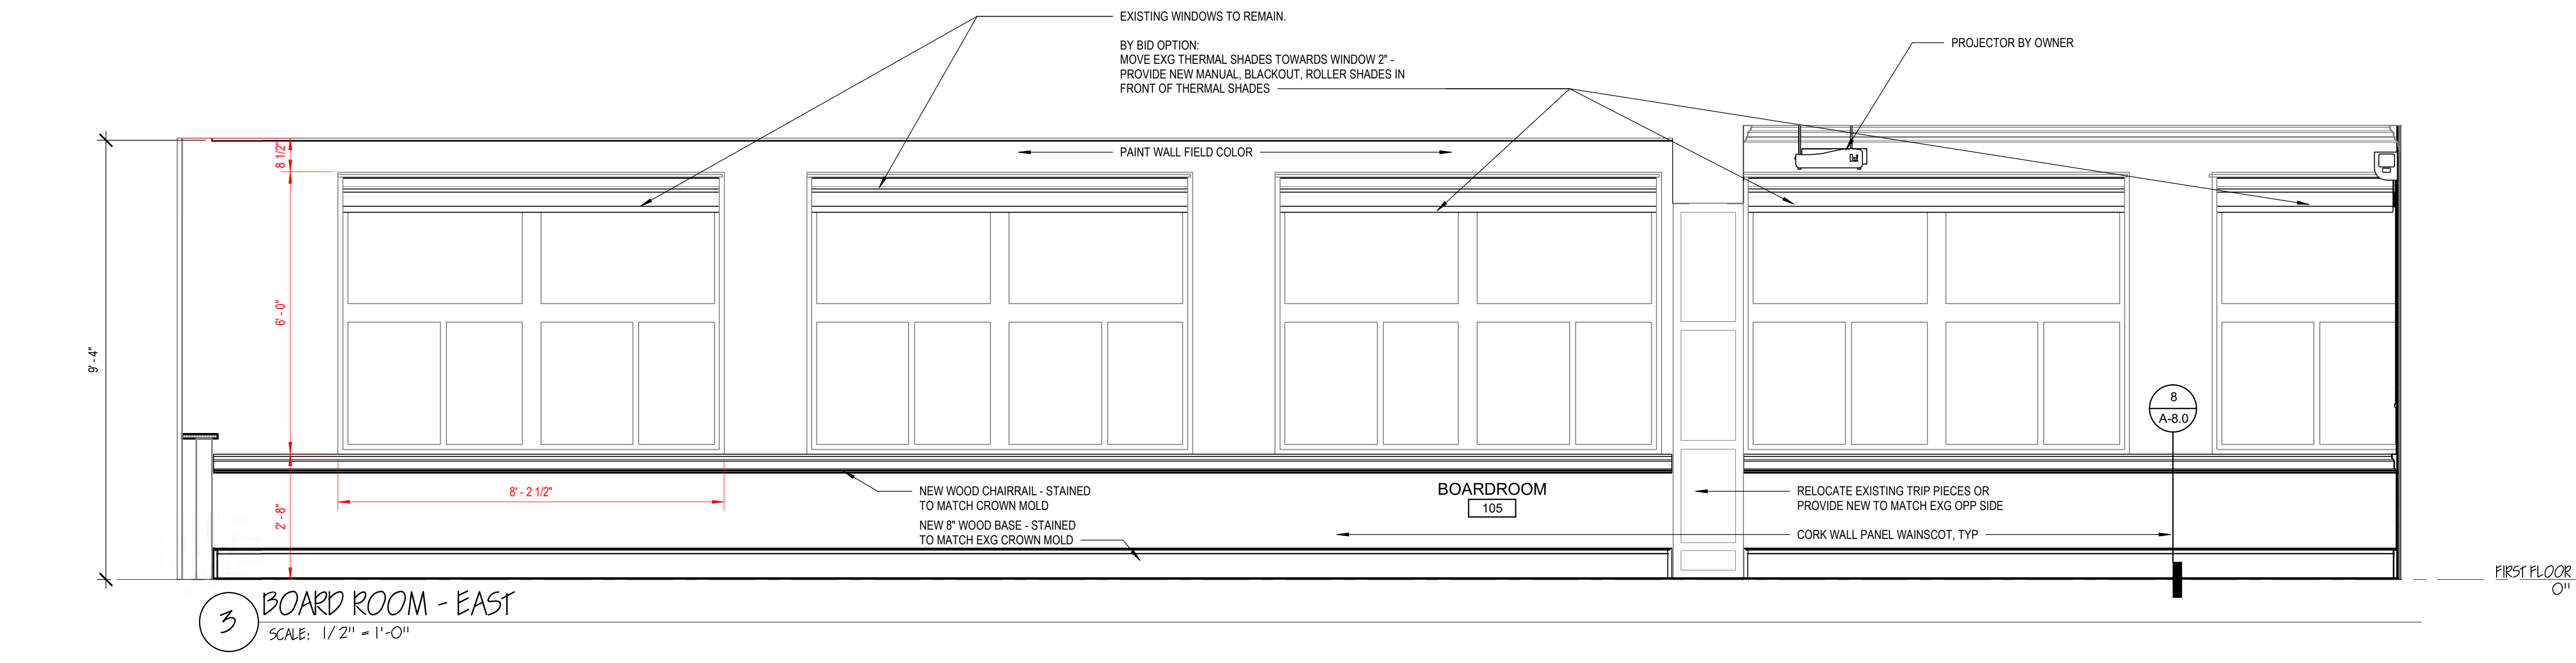 EXISTING WINDOWS TO REMAIN.
BY BID OPTION:
MOVE EXG THERMAL SHADES TOWARDS WINDOW 2" -
PROVIDE NEW MANUAL, BLACKOUT, ROLLER SHADES IN
FRONT OF THERMAL SHADES
PROJECTOR BY OWNER
PAINT WALL FIELD COLOR
8 1/2"
6' - 0"
9' - 4"
2' - 8"
8' - 2 1/2"
8
A-8.0
NEW WOOD CHAIRRAIL - STAINED
TO MATCH CROWN MOLD
NEW 8" WOOD BASE - STAINED
TO MATCH EXG CROWN MOLD
BOARDROOM
105
RELOCATE EXISTING TRIP PIECES OR
PROVIDE NEW TO MATCH EXG OPP SIDE
CORK WALL PANEL WAINSCOT, TYP
FIRST FLOOR
0"
3
BOARD ROOM - EAST
SCALE: 1/2" = 1'-0"